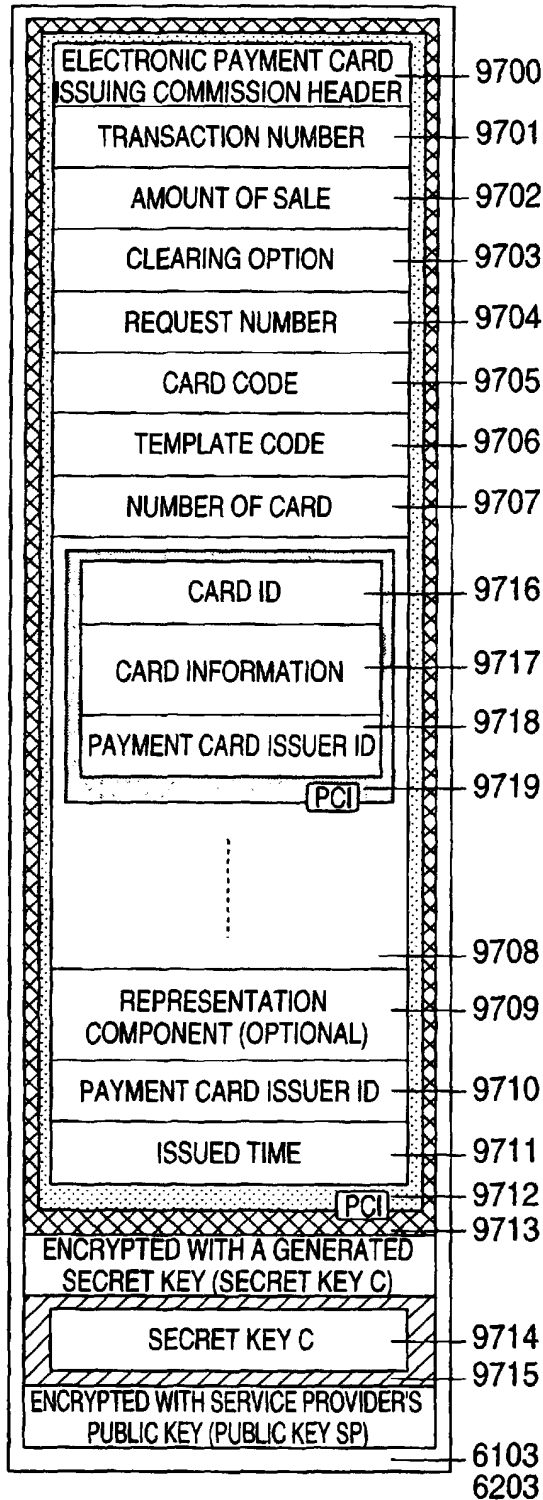 ELECTRONIC PAYMENT CARD
ISSUING COMMISSION HEADER
9700
TRANSACTION NUMBER
9701
AMOUNT OF SALE
9702
CLEARING OPTION
9703
REQUEST NUMBER
9704
CARD CODE
9705
TEMPLATE CODE
9706
NUMBER OF CARD
9707
CARD ID
9716
CARD INFORMATION
9717
9718
PAYMENT CARD ISSUER ID
9719
PCI
9708
REPRESENTATION
COMPONENT (OPTIONAL)
9709
PAYMENT CARD ISSUER ID
9710
ISSUED TIME
9711
9712
PCI
9713
ENCRYPTED WITH A GENERATED
SECRET KEY (SECRET KEY C)
SECRET KEY C
9714
9715
ENCRYPTED WITH SERVICE PROVIDER'S
PUBLIC KEY (PUBLIC KEY SP)
6103
6203